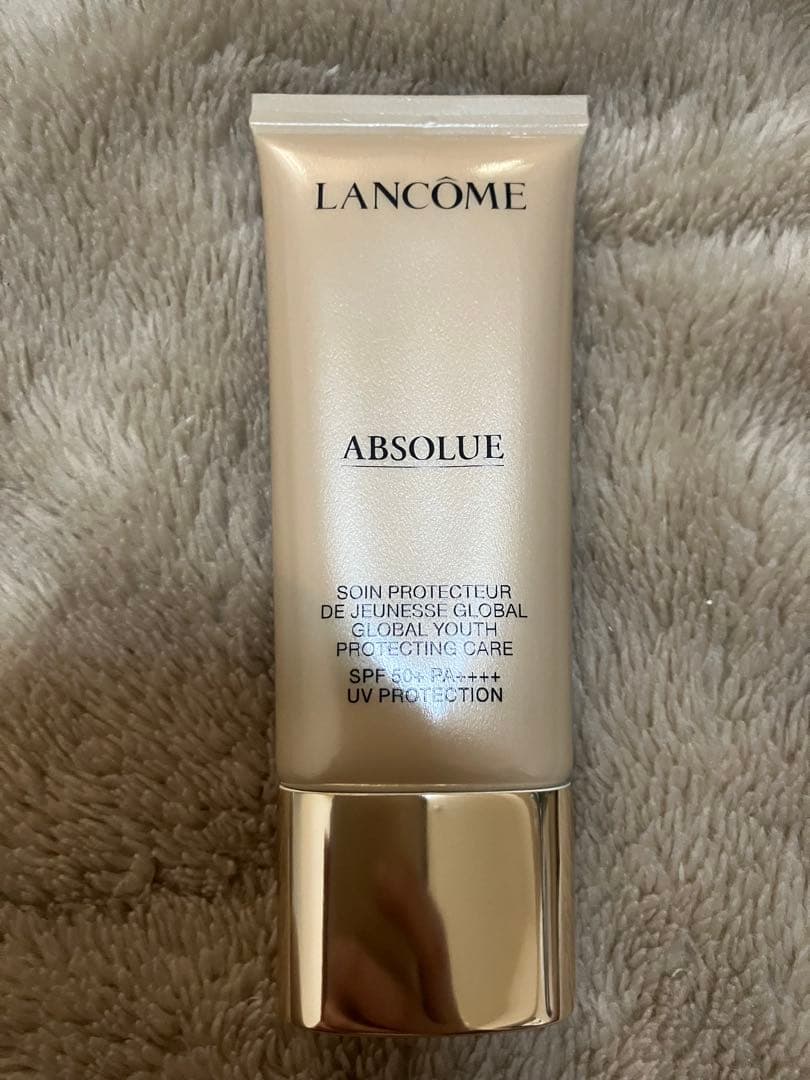 LANCÔME
ABSOLUE
SOIN PROTECTEUR
DE JEUNESSE GLOBAL
GLOBAL YOUTH
PROTECTING CARE
SPF 50+ PA++++
UV PROTECTION